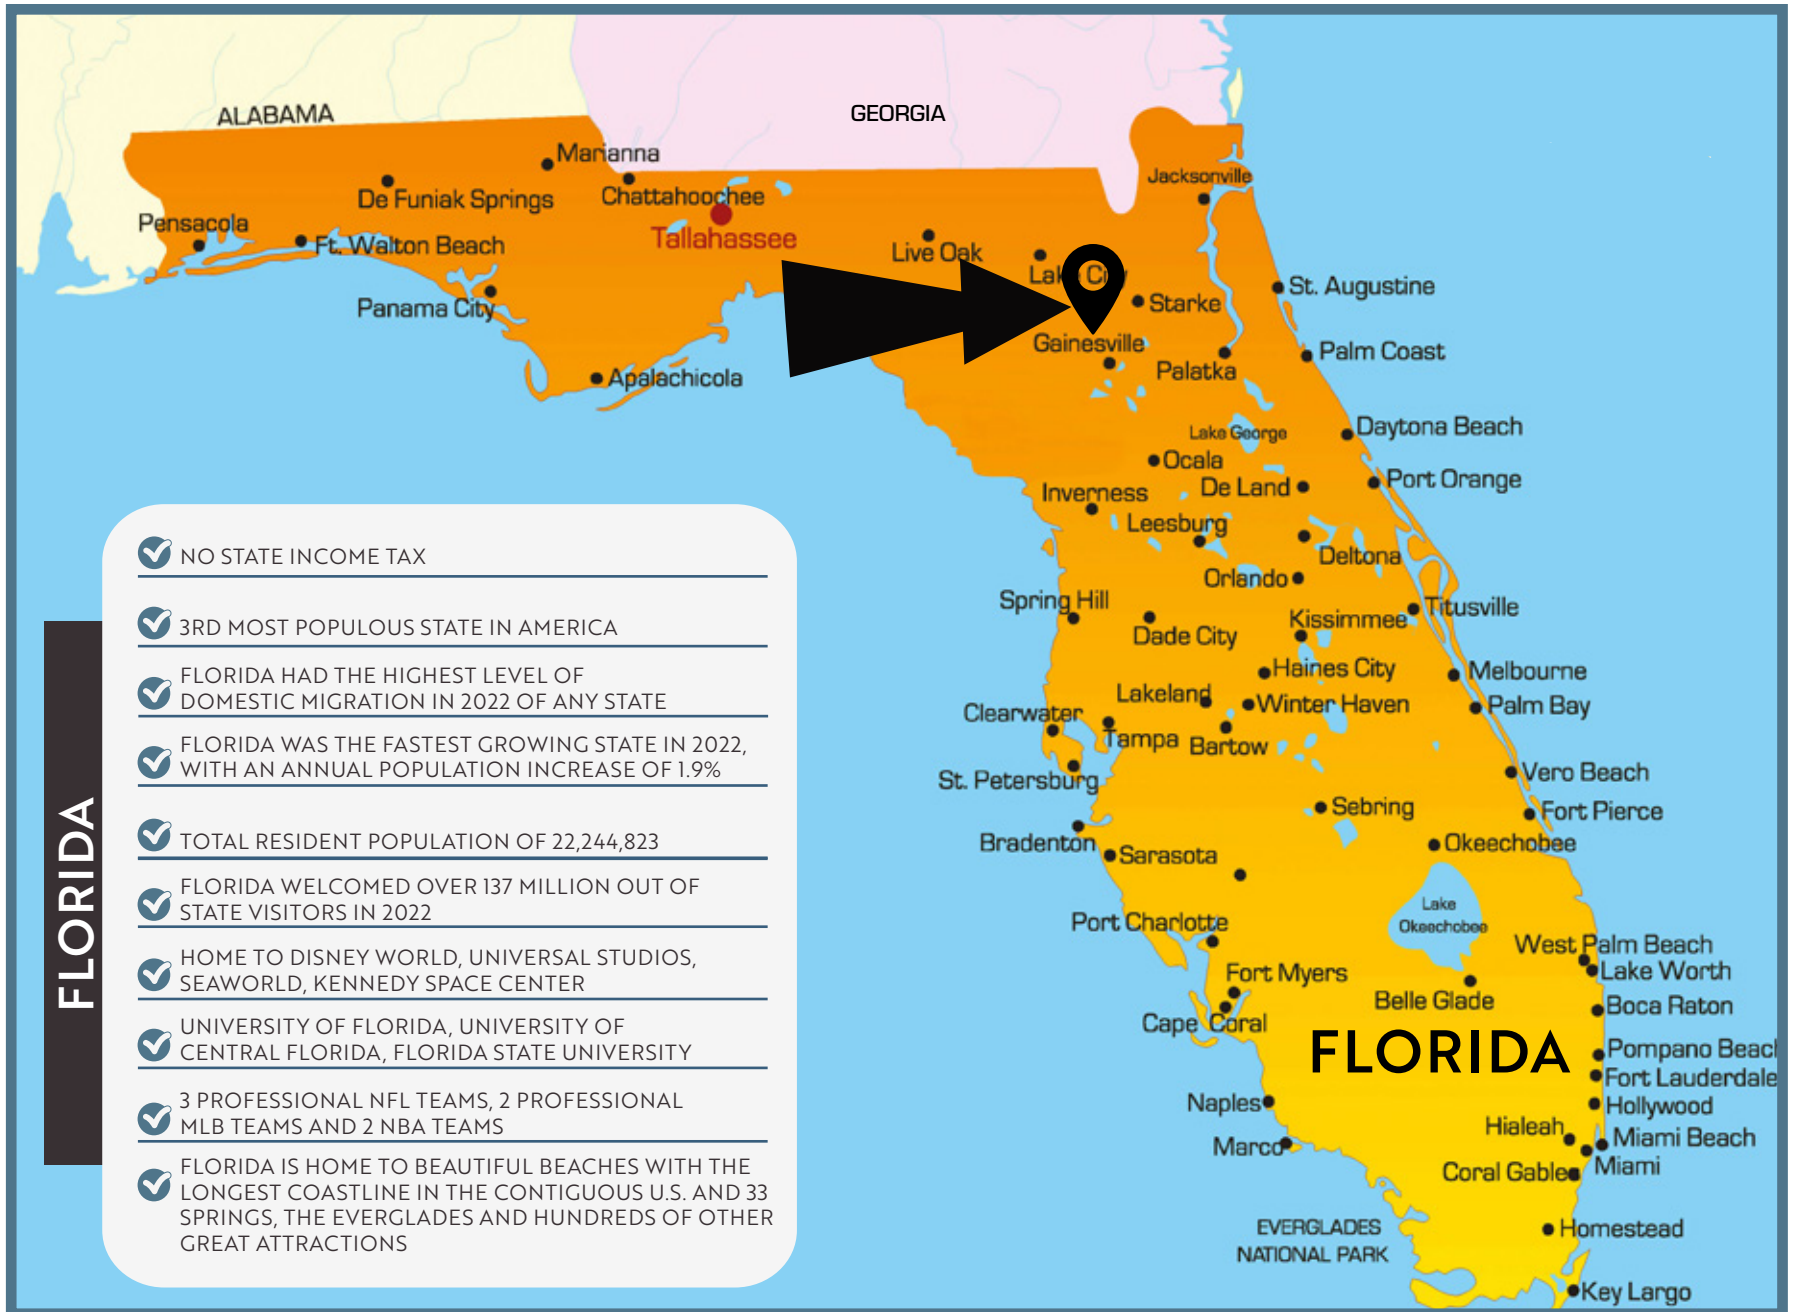 ALABAMA
GEORGIA
Marianna
De Funiak Springs
Chattahoochee
Jacksonville
Pensacola
Ft. Walton Beach
Tallahassee
Live Oak
Lake City
Starke
St. Augustine
Panama City
Gainesville
Palatka
Palm Coast
Apalachicola
Lake George
Daytona Beach
Ocala
Inverness
De Land
Port Orange
Leesburg
Deltona
Orlando
Spring Hill
Kissimmee
Titusville
Dade City
Haines City
Melbourne
Lakeland
Winter Haven
Palm Bay
Clearwater
Tampa
Bartow
St. Petersburg
Vero Beach
Sebring
Fort Pierce
Bradenton
Sarasota
Okeechobee
Lake
Okeechobee
Port Charlotte
West Palm Beach
Fort Myers
Lake Worth
Belle Glade
Boca Raton
Cape Coral
FLORIDA
Pompano Beach
Fort Lauderdale
Naples
Hollywood
Hialeah
Miami Beach
Marco
Miami
Coral Gables
EVERGLADES
NATIONAL PARK
Homestead
Key Largo
FLORIDA
NO STATE INCOME TAX
3RD MOST POPULOUS STATE IN AMERICA
FLORIDA HAD THE HIGHEST LEVEL OF
DOMESTIC MIGRATION IN 2022 OF ANY STATE
FLORIDA WAS THE FASTEST GROWING STATE IN 2022,
WITH AN ANNUAL POPULATION INCREASE OF 1.9%
TOTAL RESIDENT POPULATION OF 22,244,823
FLORIDA WELCOMED OVER 137 MILLION OUT OF
STATE VISITORS IN 2022
HOME TO DISNEY WORLD, UNIVERSAL STUDIOS,
SEAWORLD, KENNEDY SPACE CENTER
UNIVERSITY OF FLORIDA, UNIVERSITY OF
CENTRAL FLORIDA, FLORIDA STATE UNIVERSITY
3 PROFESSIONAL NFL TEAMS, 2 PROFESSIONAL
MLB TEAMS AND 2 NBA TEAMS
FLORIDA IS HOME TO BEAUTIFUL BEACHES WITH THE
LONGEST COASTLINE IN THE CONTIGUOUS U.S. AND 33
SPRINGS, THE EVERGLADES AND HUNDREDS OF OTHER
GREAT ATTRACTIONS